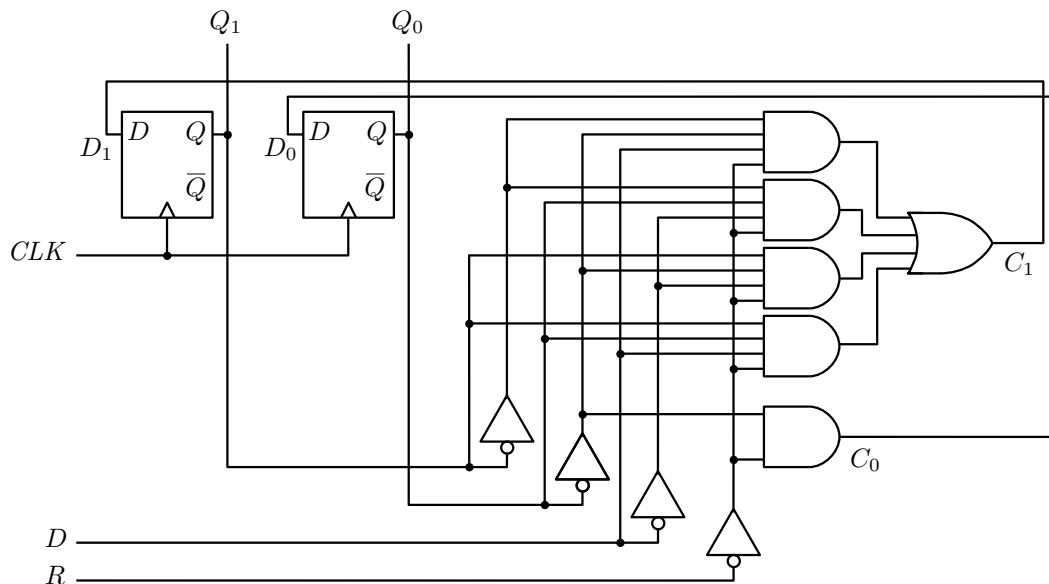 Q₁ Q₀
D Q D Q
D₁ D₀
Q̅ Q̅
CLK
C₁
C₀
D
R